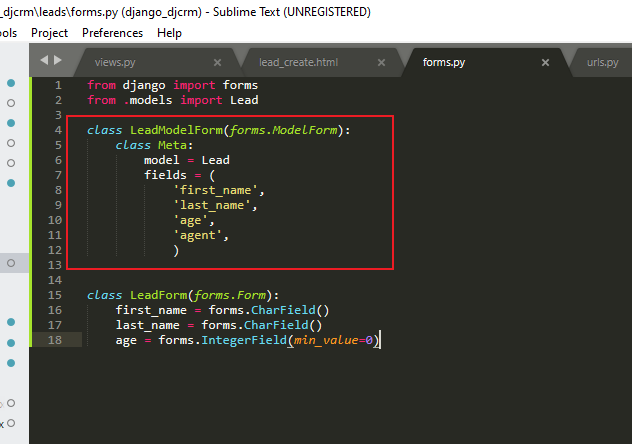 _djcrm\leads\forms.py (django_djcrm) - Sublime Text (UNREGISTERED)
ols Project Preferences Help
views.py × lead_create.html × forms.py × urls.py
1 from django import forms
2 from .models import Lead
3
4 class LeadModelForm(forms.ModelForm):
5     class Meta:
6         model = Lead
7         fields = (
8             'first_name',
9             'last_name',
10             'age',
11             'agent',
12             )
13
14
15 class LeadForm(forms.Form):
16     first_name = forms.CharField()
17     last_name = forms.CharField()
18     age = forms.IntegerField(min_value=0)